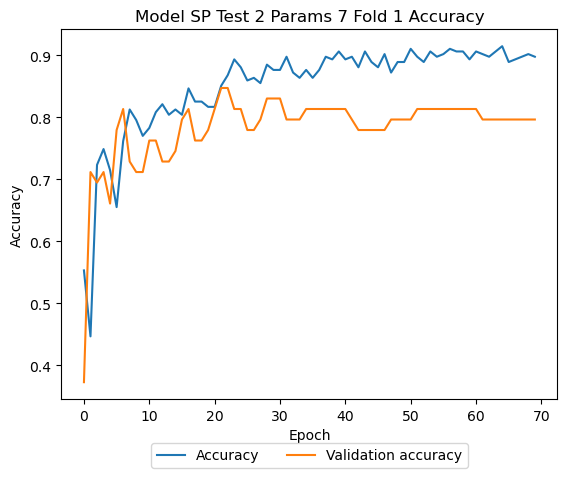 Model SP Test 2 Params 7 Fold 1 Accuracy
Accuracy
0.9
0.8
0.7
0.6
0.5
0.4
0 10 20 30 40 50 60 70
Epoch
Accuracy Validation accuracy